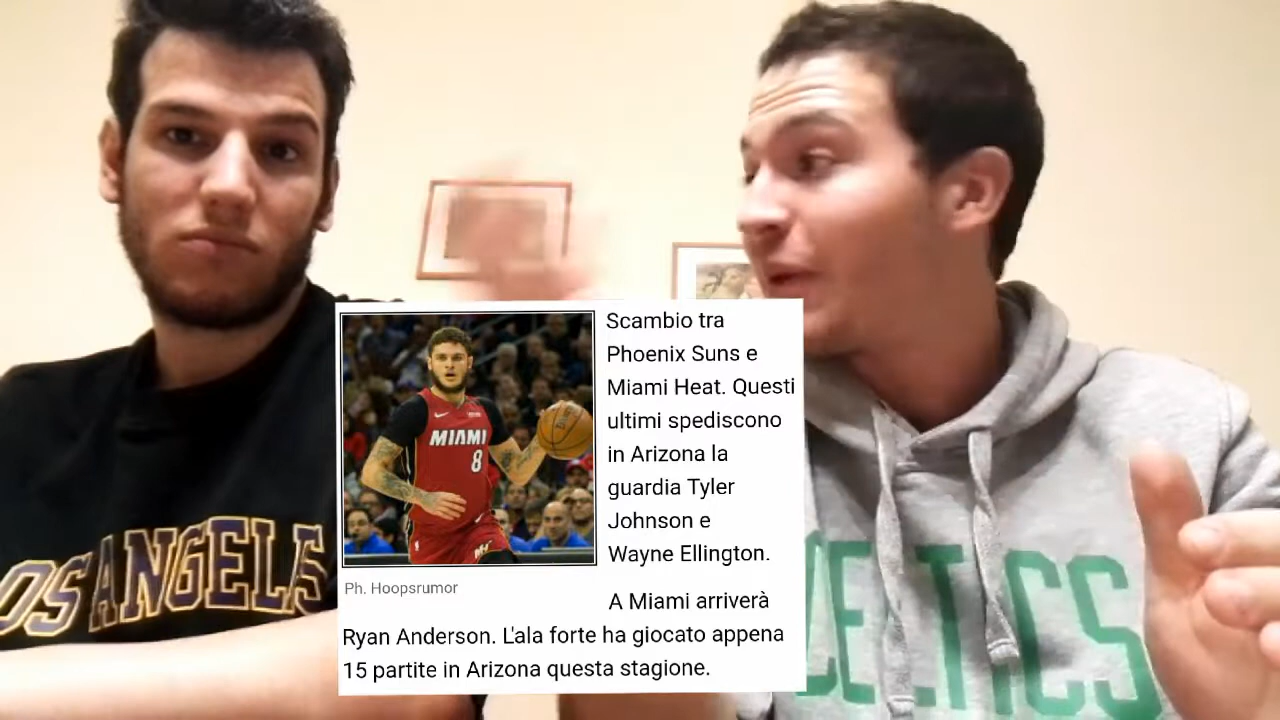 Scambio tra
Phoenix Suns e
Miami Heat. Questi
ultimi spediscono
in Arizona la
guardia Tyler
Johnson e
Wayne Ellington.
A Miami arriverà
Ryan Anderson. L'ala forte ha giocato appena
15 partite in Arizona questa stagione.
Ph. Hoopsrumor
MIAMI
8
OS ANGELES
CELTICS